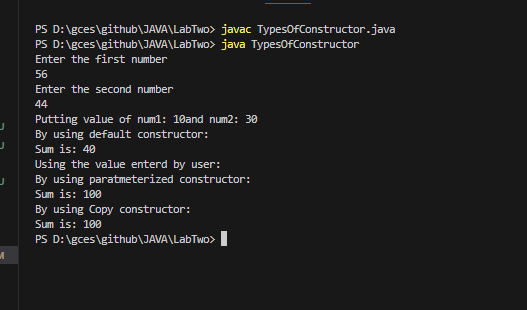 PS D:\gces\github\JAVA\LabTwo> javac TypesOfConstructor.java
PS D:\gces\github\JAVA\LabTwo> java TypesOfConstructor
Enter the first number
56
Enter the second number
44
Putting value of num1: 10and num2: 30
By using default constructor:
Sum is: 40
Using the value enterd by user:
By using paratmeterized constructor:
Sum is: 100
By using Copy constructor:
Sum is: 100
PS D:\gces\github\JAVA\LabTwo>
U
U
U
M